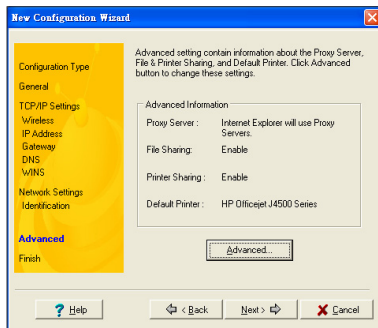 New Configuration Wizard
Configuration Type
General
TCP/IP Settings
Wireless
IP Address
Gateway
DNS
WINS
Network Settings
Identification
Advanced
Finish
Advanced setting contain information about the Proxy Server,
File & Printer Sharing, and Default Printer. Click Advanced
button to change these settings.
Advanced Information
Proxy Server : Internet Explorer will use Proxy
Servers.
File Sharing: Enable
Printer Sharing : Enable
Default Printer : HP Officejet J4500 Series
Advanced...
? Help
< Back
Next >
Cancel